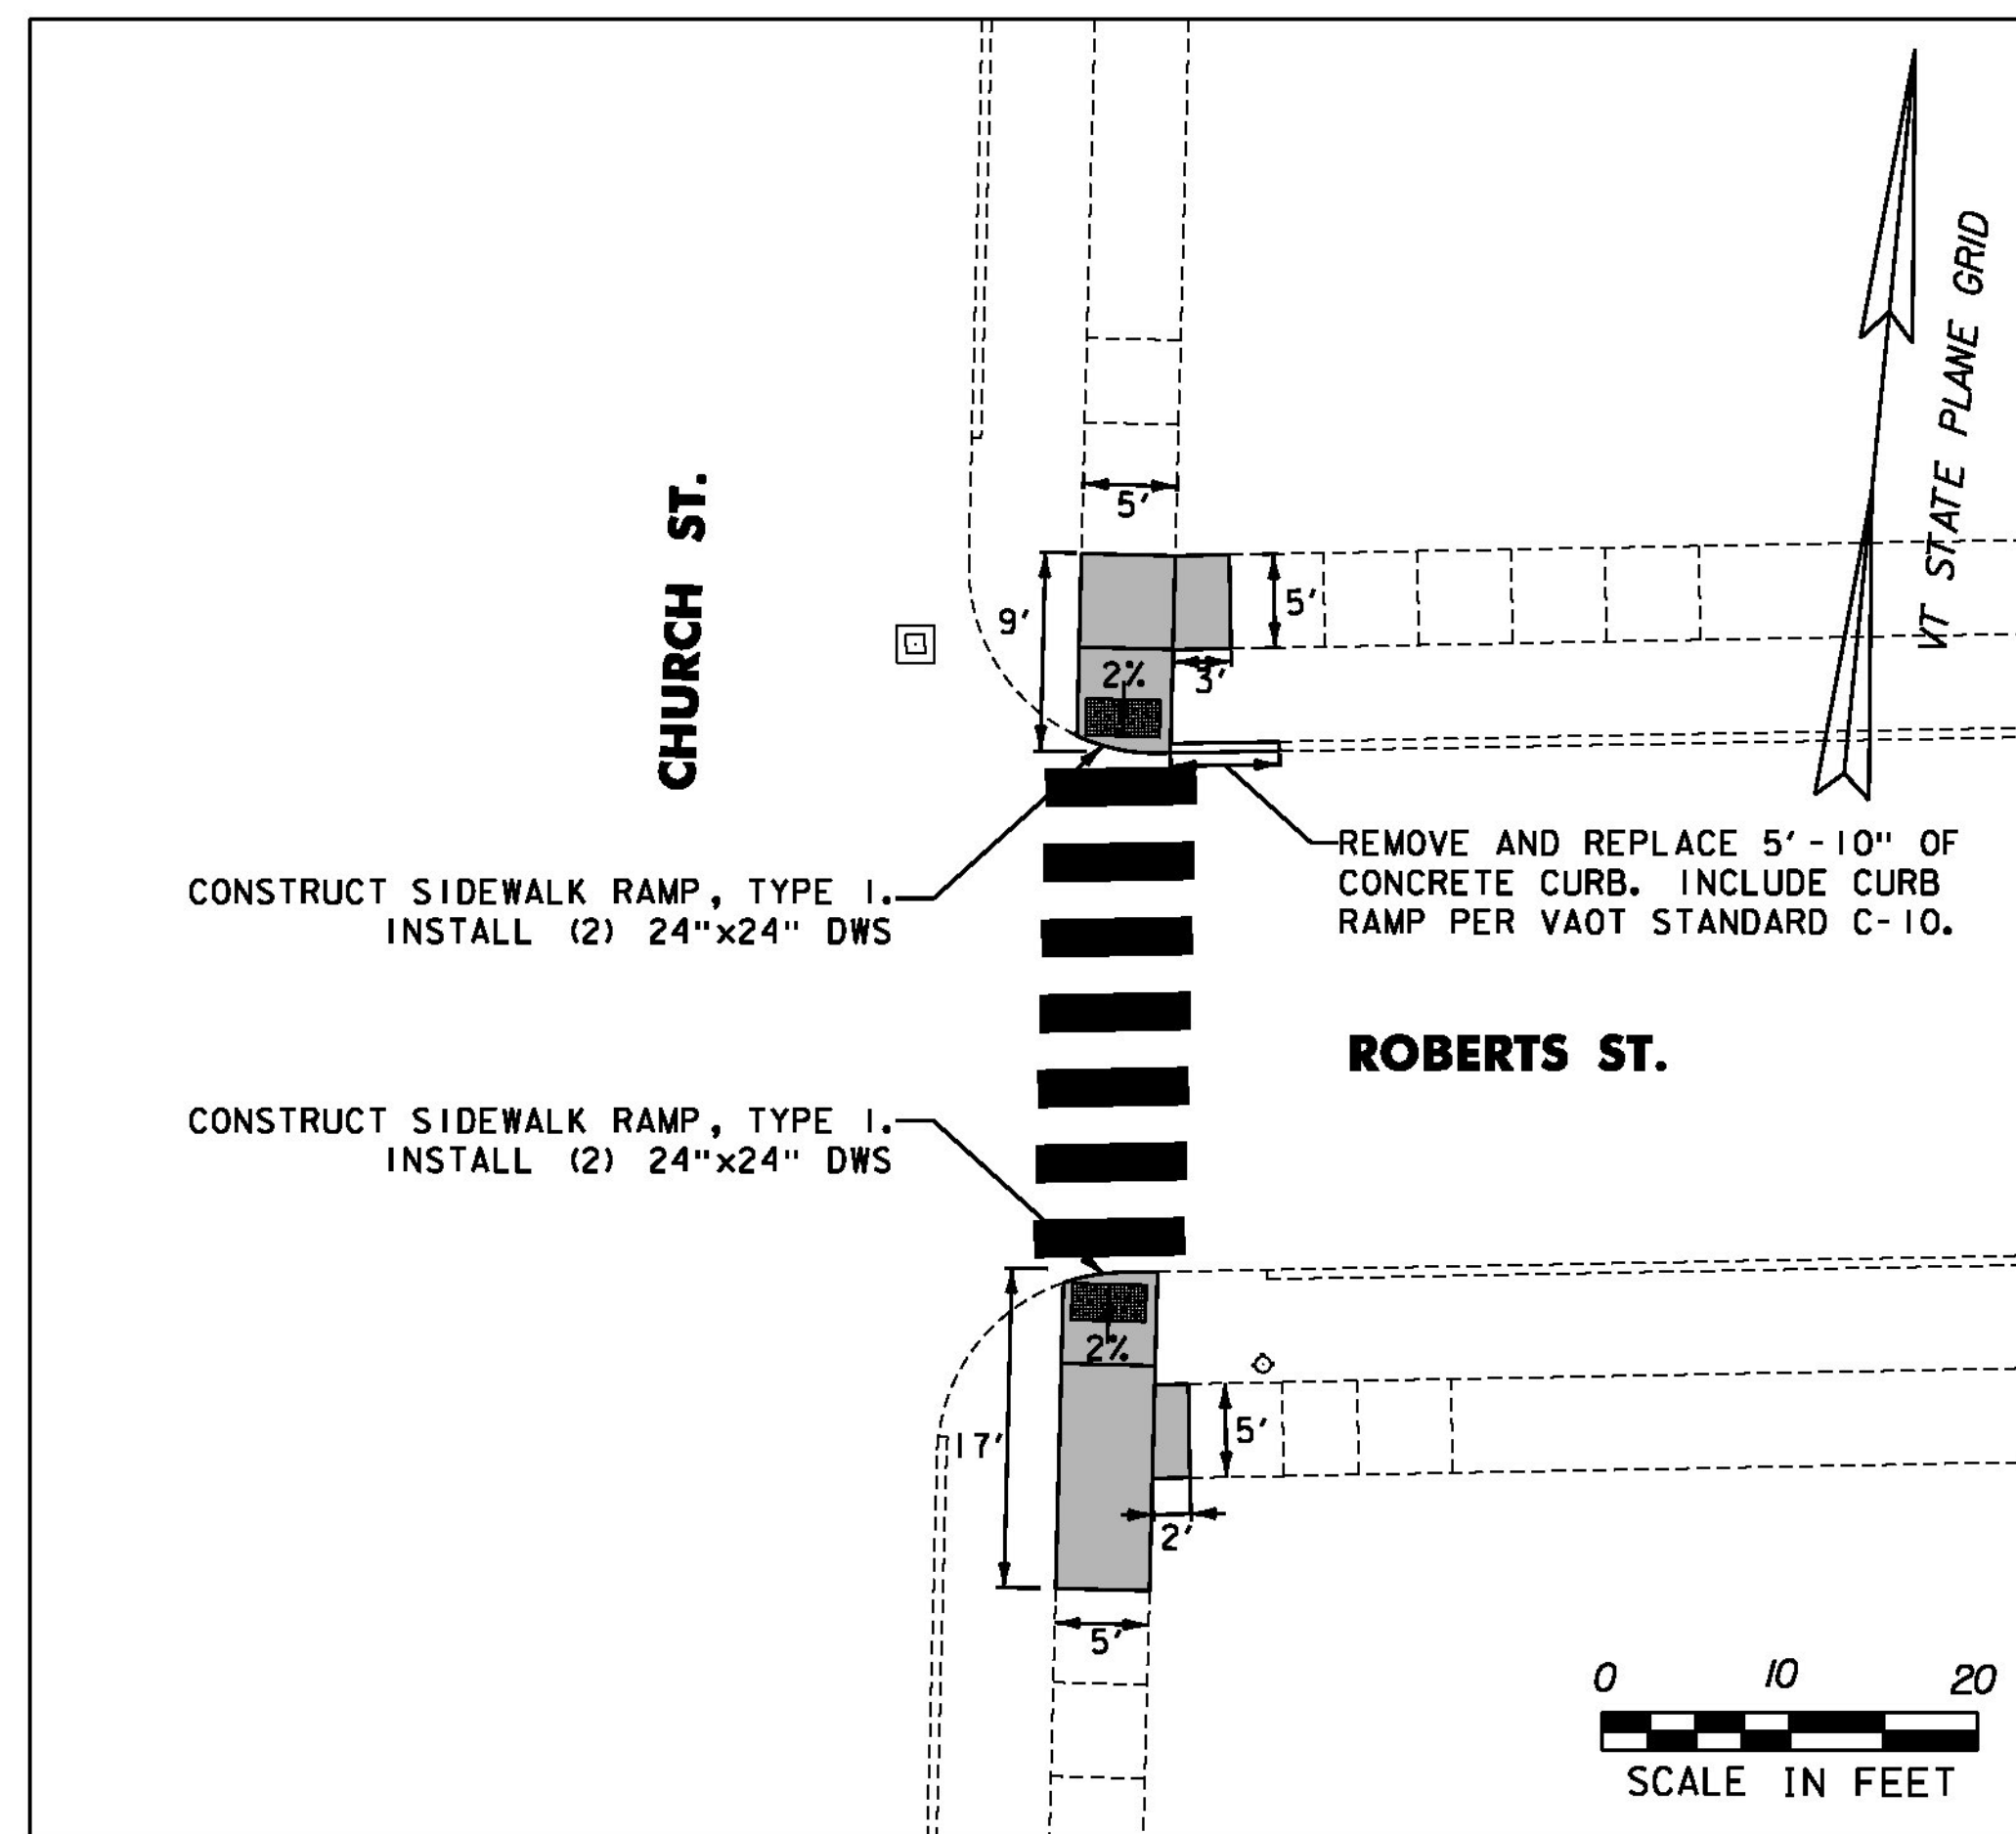 VT STATE PLANE GRID
CHURCH ST.
5'
9'
5'
2%
3'
REMOVE AND REPLACE 5'-10" OF
CONCRETE CURB. INCLUDE CURB
RAMP PER VAOT STANDARD C-10.
CONSTRUCT SIDEWALK RAMP, TYPE 1.
INSTALL (2) 24"x24" DWS
ROBERTS ST.
CONSTRUCT SIDEWALK RAMP, TYPE 1.
INSTALL (2) 24"x24" DWS
2%
17'
5'
2'
5'
0 10 20
SCALE IN FEET